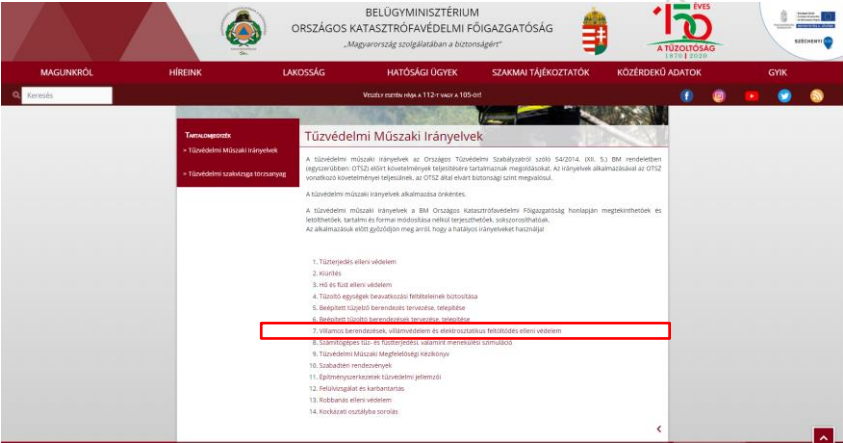 BELÜGYMINISZTÉRIUM
ORSZÁGOS KATASZTRÓFAVÉDELMI FŐIGAZGATÓSÁG
„Magyarország szolgálatában a biztonságért"
ÉVES
150
A TŰZOLTÓSÁG
1870 | 2020
SZÉCHENYI
MAGUNKRÓL
HÍREINK
LAKOSSÁG
HATÓSÁGI ÜGYEK
SZAKMAI TÁJÉKOZTATÓK
KÖZÉRDEKŰ ADATOK
GYIK
Keresés
Veszély esetén hívja a 112-t vagy a 105-öt!
Tartalomjegyzék
» Tűzvédelmi Műszaki Irányelvek
» Tűzvédelmi szakvizsga törzsanyag
Tűzvédelmi Műszaki Irányelvek
A tűzvédelmi műszaki irányelvek az Országos Tűzvédelmi Szabályzatról szóló 54/2014. (XII. 5.) BM rendeletben
(egyszerűbben: OTSZ) előírt követelmények teljesítésére tartalmaznak megoldásokat. Az irányelvek alkalmazásával az OTSZ
vonatkozó követelményei teljesülnek, az OTSZ által elvárt biztonsági szint megvalósul.
A tűzvédelmi műszaki irányelvek alkalmazása önkéntes.
A tűzvédelmi műszaki irányelvek a BM Országos Katasztrófavédelmi Főigazgatóság honlapján megtekinthetőek és
letölthetőek, tartalmi és formai módosítása nélkül terjeszthetőek, sokszorosíthatóak.
Az alkalmazásuk előtt győződjön meg arról, hogy a hatályos irányelveket használja!
1. Tűzterjedés elleni védelem
2. Kiürítés
3. Hő és füst elleni védelem
4. Tűzoltó egységek beavatkozási feltételeinek biztosítása
5. Beépített tűzjelző berendezés tervezése, telepítése
6. Beépített tűzoltó berendezések tervezése, telepítése
7. Villamos berendezések, villámvédelem és elektrosztatikus feltöltődés elleni védelem
8. Számítógépes tűz- és füstterjedési, valamint menekülési szimuláció
9. Tűzvédelmi Műszaki Megfelelőségi Kézikönyv
10. Szabadtéri rendezvények
11. Építményszerkezetek tűzvédelmi jellemzői
12. Felülvizsgálat és karbantartás
13. Robbanás elleni védelem
14. Kockázati osztályba sorolás